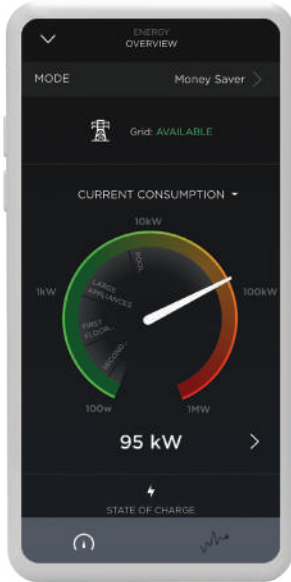 ENERGY
OVERVIEW
MODE Money Saver
Grid: AVAILABLE
CURRENT CONSUMPTION
10kW
POOL
LARGE
APPLIANCES
1kW 100kW
FIRST
FLOOR...
SECOND...
100w 1MW
95 kW
STATE OF CHARGE